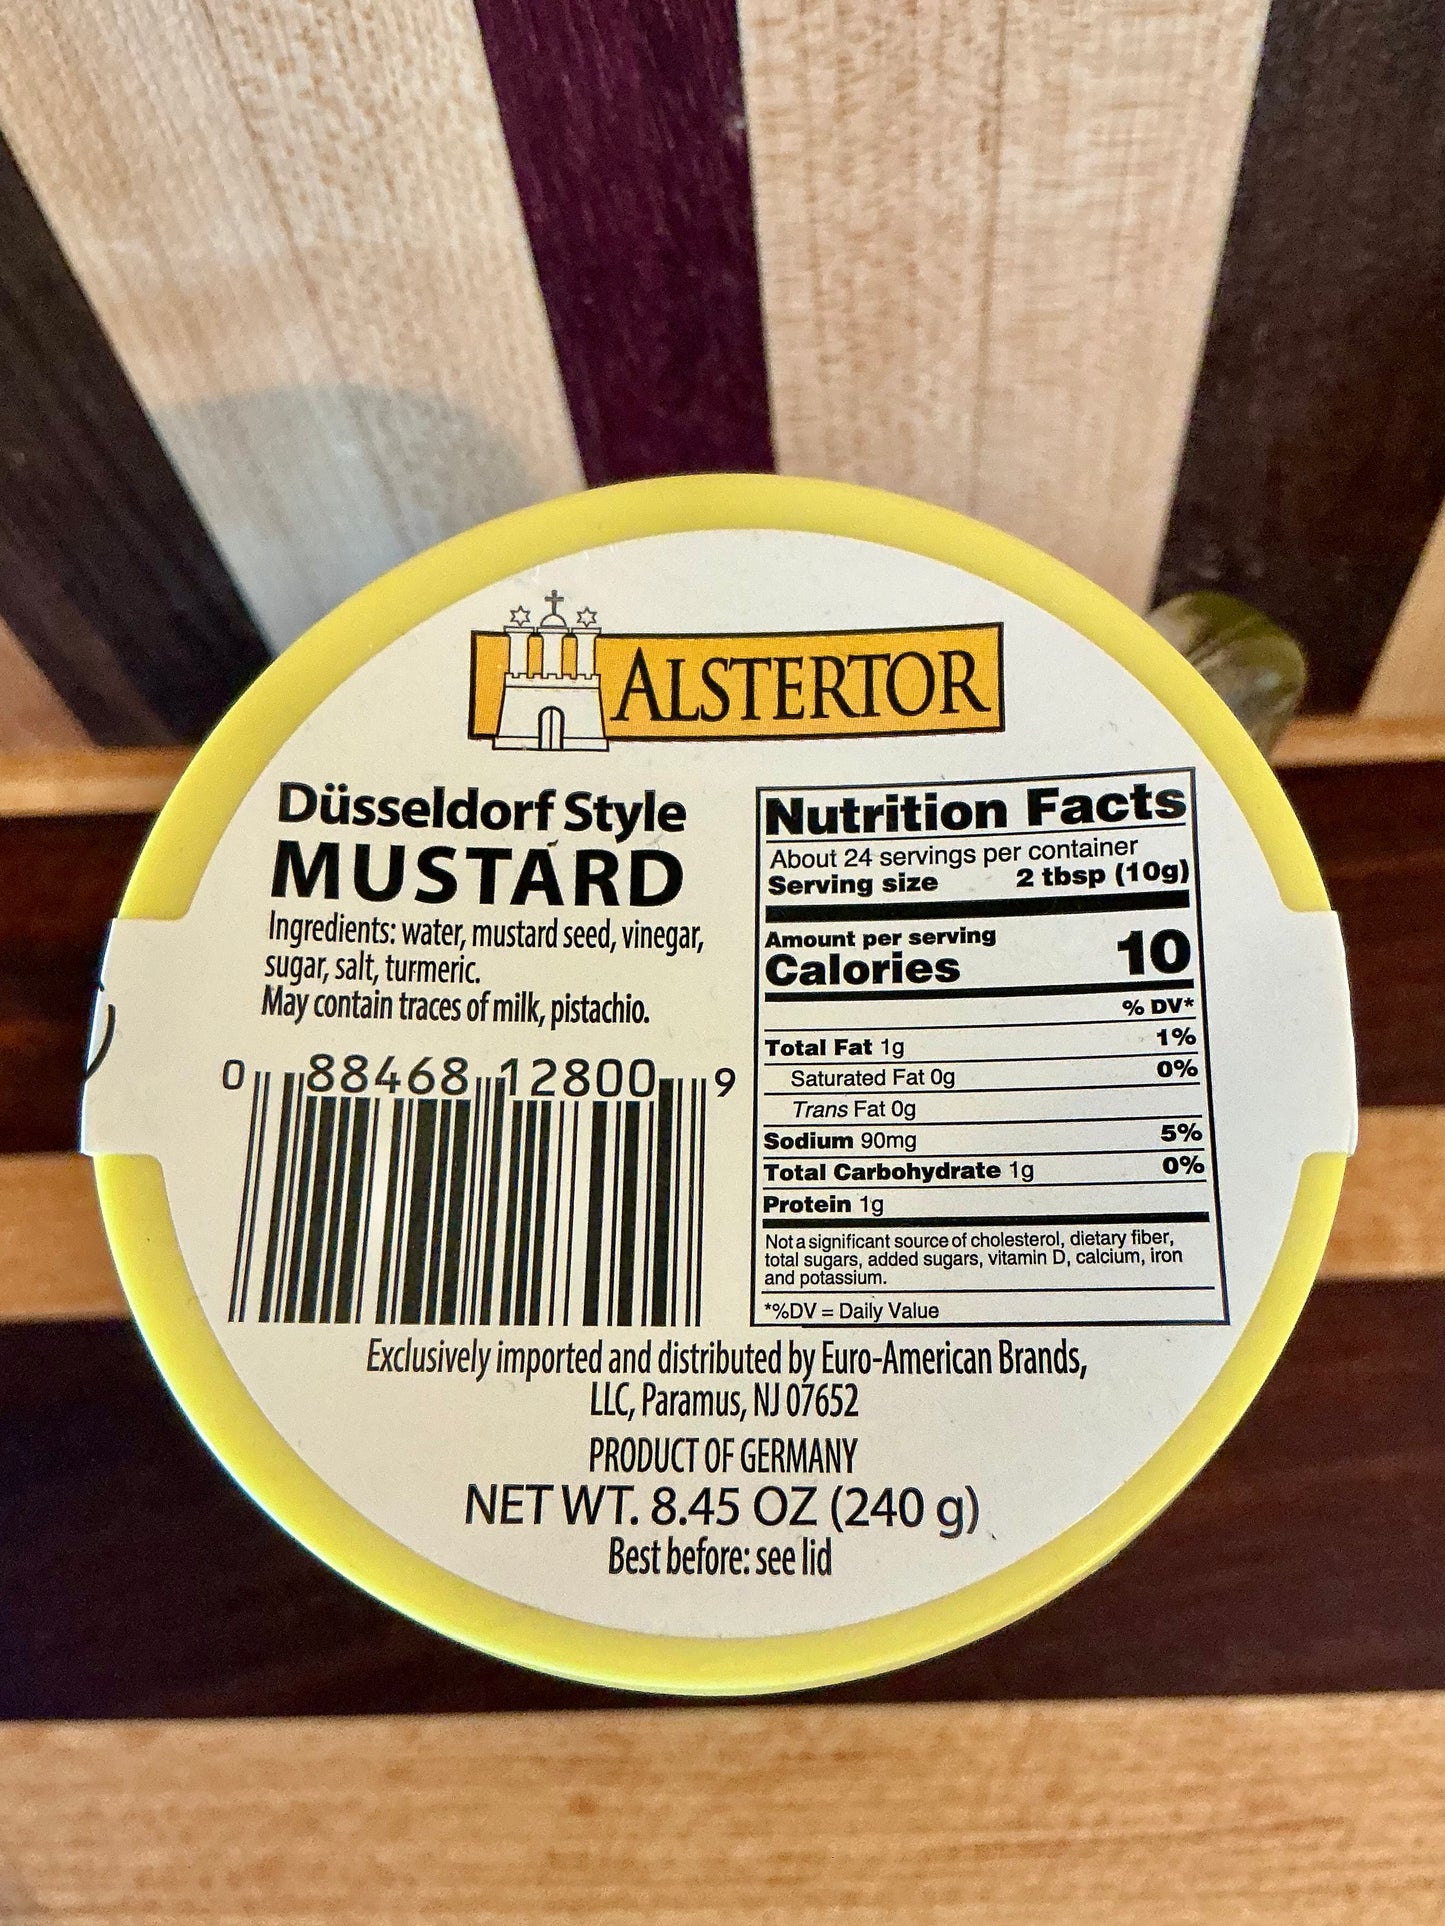 ALSTERTOR
Düsseldorf Style
MUSTARD
Ingredients: water, mustard seed, vinegar,
sugar, salt, turmeric.
May contain traces of milk, pistachio.
0 88468 12800 9
Nutrition Facts
About 24 servings per container
Serving size 2 tbsp (10g)
Amount per serving
Calories 10
% DV*
Total Fat 1g 1%
Saturated Fat 0g 0%
Trans Fat 0g
Sodium 90mg 5%
Total Carbohydrate 1g 0%
Protein 1g
Not a significant source of cholesterol, dietary fiber,
total sugars, added sugars, vitamin D, calcium, iron
and potassium.
*%DV = Daily Value
Exclusively imported and distributed by Euro-American Brands,
LLC, Paramus, NJ 07652
PRODUCT OF GERMANY
NET WT. 8.45 OZ (240 g)
Best before: see lid